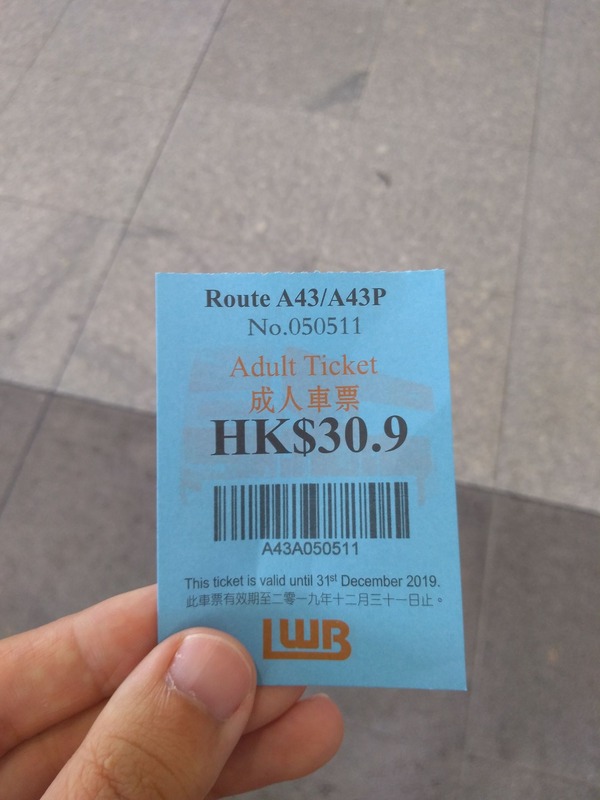 Route A43/A43P
No.050511
Adult Ticket
成人車票
HK$30.9
A43A050511
This ticket is valid until 31st December 2019.
此車票有效期至二零一九年十二月三十一日止。
LWB